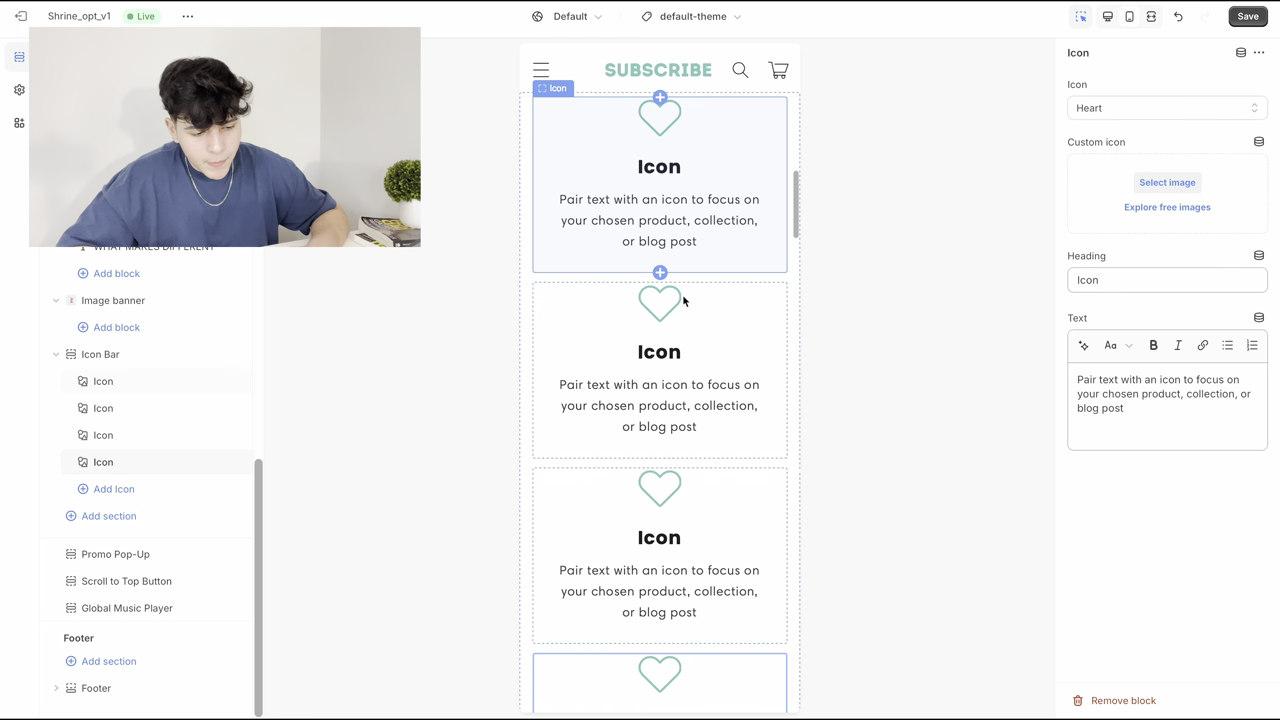 Shrine_opt_v1
Live
Default
default-theme
Save
WHAT MAKES DIFFERENT
Add block
Image banner
Add block
Icon Bar
Icon
Icon
Icon
Icon
Add Icon
Add section
Promo Pop-Up
Scroll to Top Button
Global Music Player
Footer
Add section
Footer
SUBSCRIBE
Icon
Icon
Pair text with an icon to focus on
your chosen product, collection,
or blog post
Icon
Pair text with an icon to focus on
your chosen product, collection,
or blog post
Icon
Pair text with an icon to focus on
your chosen product, collection,
or blog post
Icon
Icon
Heart
Custom icon
Select image
Explore free images
Heading
Icon
Text
Aa
B
I
Pair text with an icon to focus on
your chosen product, collection, or
blog post
Remove block